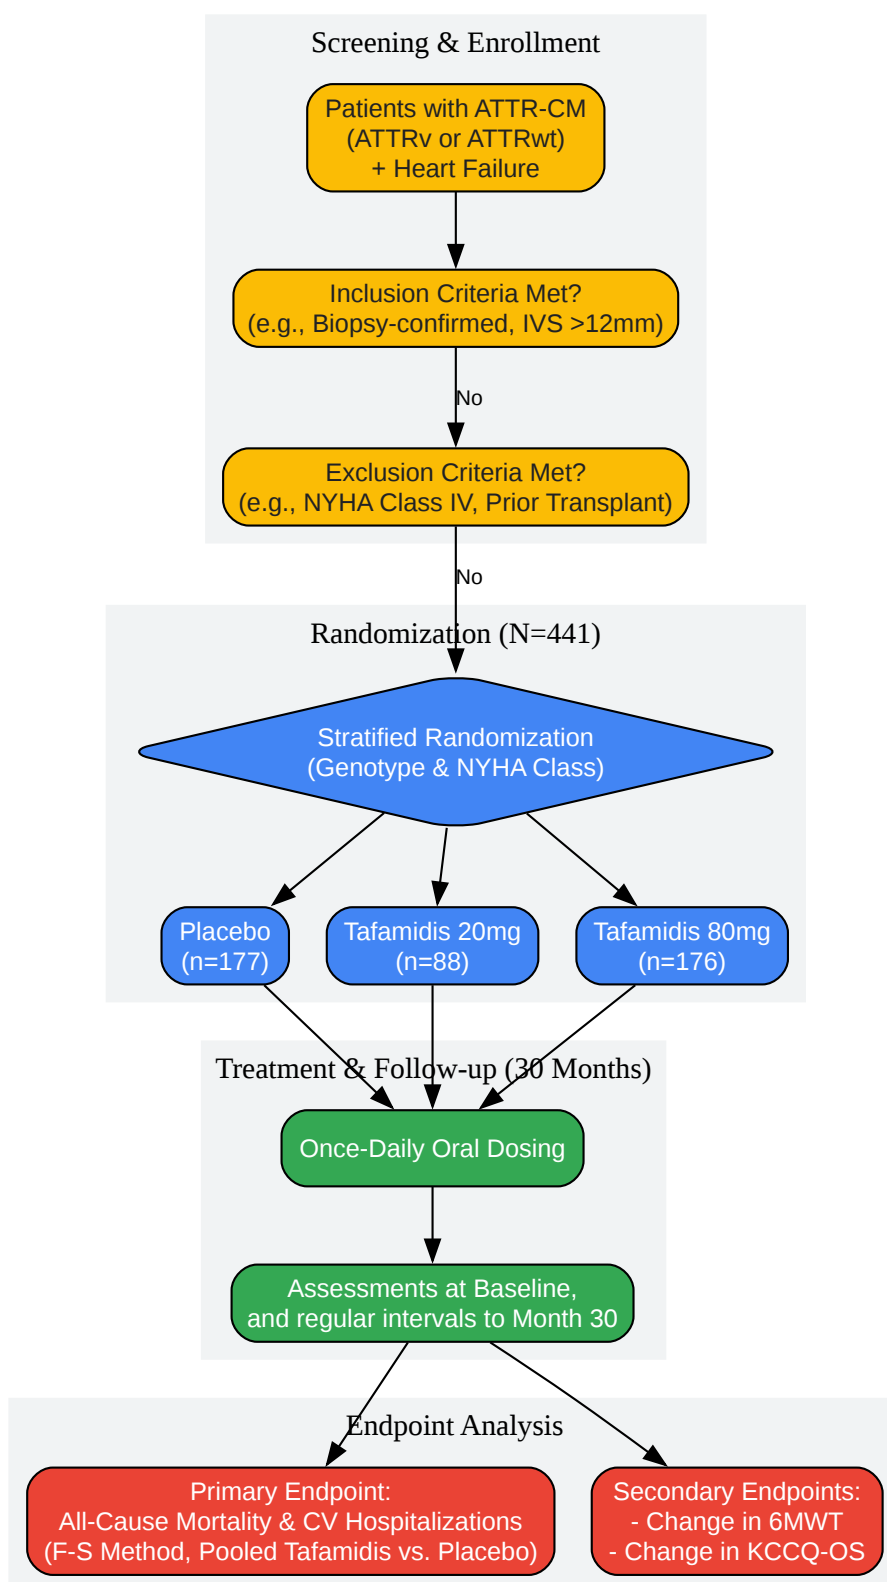 Screening & Enrollment
Patients with ATTR-CM
(ATTRv or ATTRwt)
+ Heart Failure
Inclusion Criteria Met?
(e.g., Biopsy-confirmed, IVS >12mm)
No
Exclusion Criteria Met?
(e.g., NYHA Class IV, Prior Transplant)
No
Randomization (N=441)
Stratified Randomization
(Genotype & NYHA Class)
Placebo
(n=177)
Tafamidis 20mg
(n=88)
Tafamidis 80mg
(n=176)
Treatment & Follow-up (30 Months)
Once-Daily Oral Dosing
Assessments at Baseline,
and regular intervals to Month 30
Endpoint Analysis
Primary Endpoint:
All-Cause Mortality & CV Hospitalizations
(F-S Method, Pooled Tafamidis vs. Placebo)
Secondary Endpoints:
- Change in 6MWT
- Change in KCCQ-OS